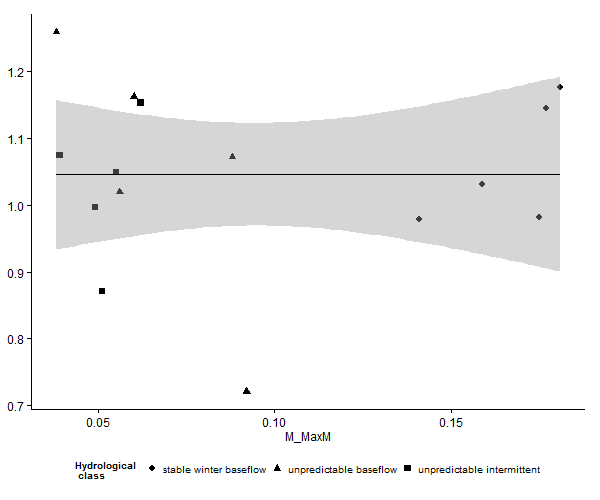 1.2
1.1
1.0
0.9
0.8
0.7
0.05 0.10 0.15
M_MaxM
Hydrological
class
stable winter baseflow unpredictable baseflow unpredictable intermittent